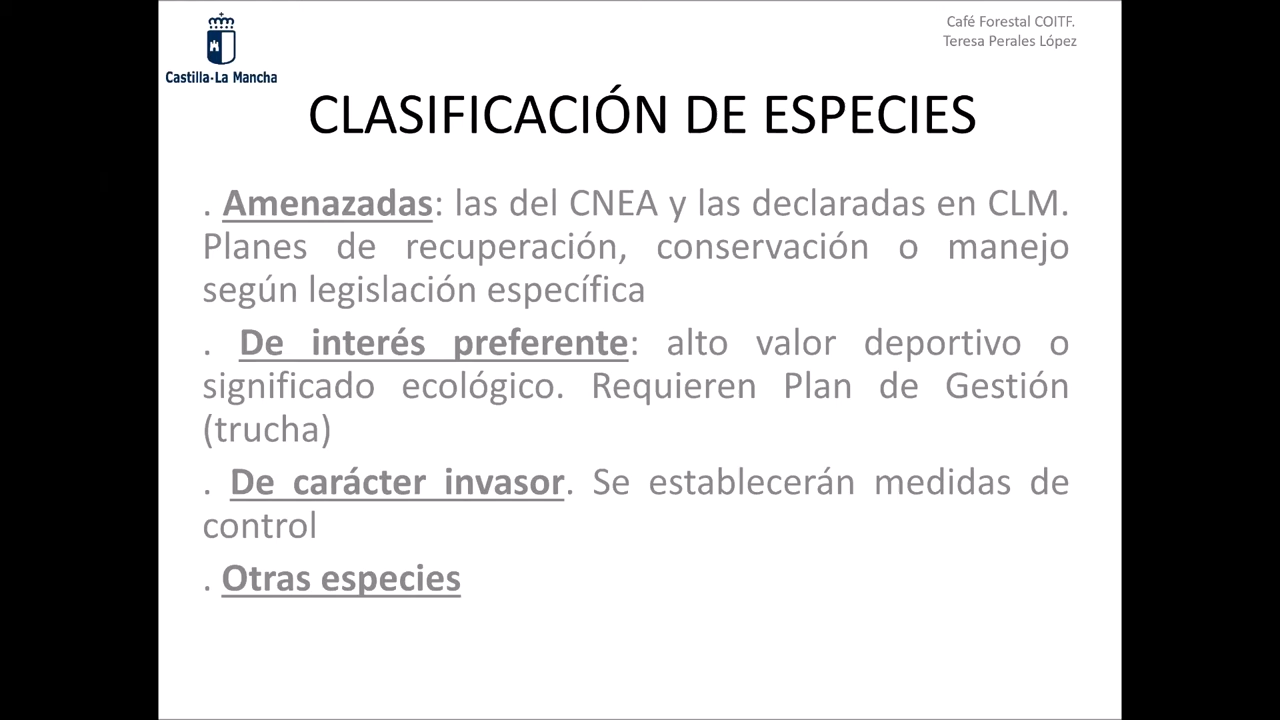 Café Forestal COITF.
Teresa Perales López
Castilla-La Mancha
CLASIFICACIÓN DE ESPECIES
. Amenazadas: las del CNEA y las declaradas en CLM.
Planes de recuperación, conservación o manejo
según legislación específica
. De interés preferente: alto valor deportivo o
significado ecológico. Requieren Plan de Gestión
(trucha)
. De carácter invasor. Se establecerán medidas de
control
. Otras especies